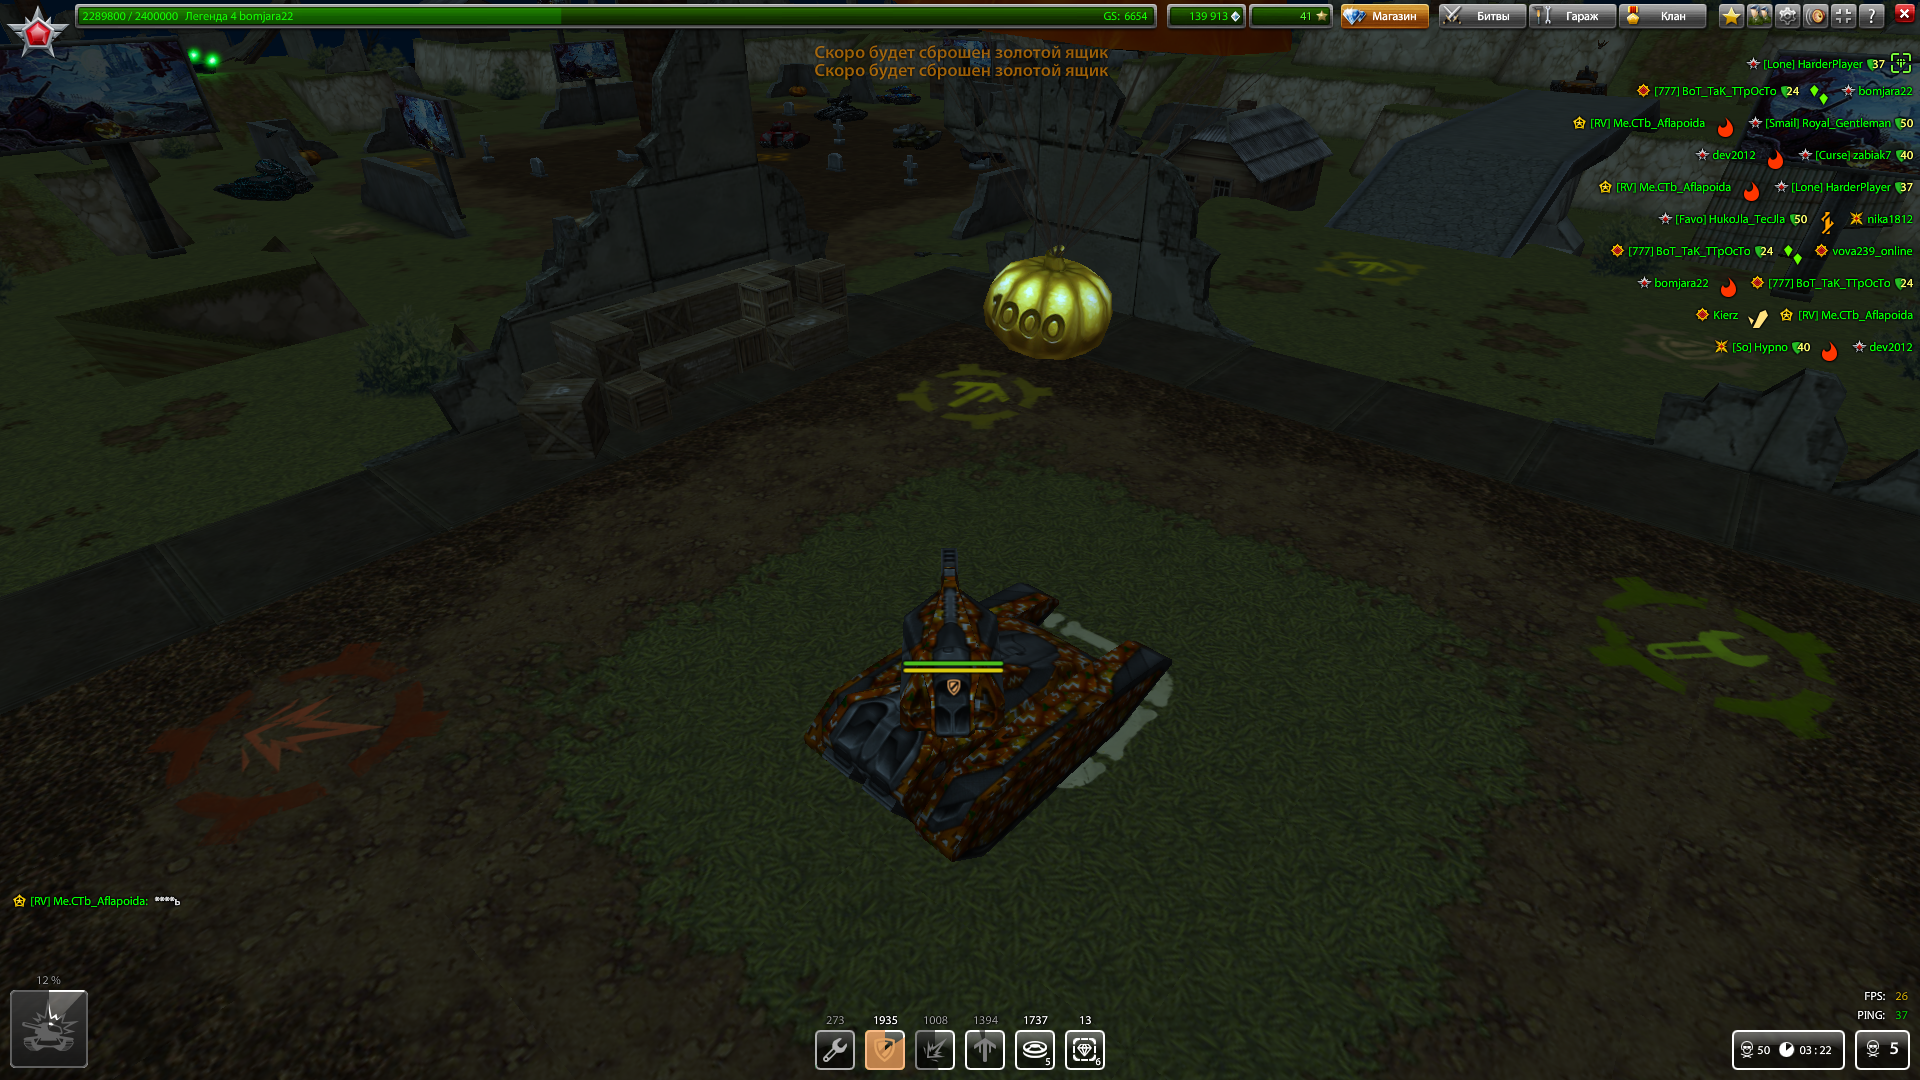 2289800 / 2400000 Легенда 4 bomjara22
GS: 6654
139 913
41
Магазин
Битвы
Гараж
Клан
?
Скоро будет сброшен золотой ящик
Скоро будет сброшен золотой ящик
[Lone] HarderPlayer 37
[777] BoT_TaK_TTpOcTo 24 bomjara22
[RV] Me.CTb_Aflapoida [Smail] Royal_Gentleman 50
dev2012 [Curse] zabiak7 40
[RV] Me.CTb_Aflapoida [Lone] HarderPlayer 37
[Favo] HukoJla_TecJla 50 nika1812
[777] BoT_TaK_TTpOcTo 24 vova239_online
bomjara22 [777] BoT_TaK_TTpOcTo 24
Kierz [RV] Me.CTb_Aflapoida
[So] Hypno 40 dev2012
1000
[RV] Me.CTb_Aflapoida: ****ь
12 %
273
1935
1008
1394
1737
13
5
6
FPS: 26
PING: 37
50 03 : 22
5